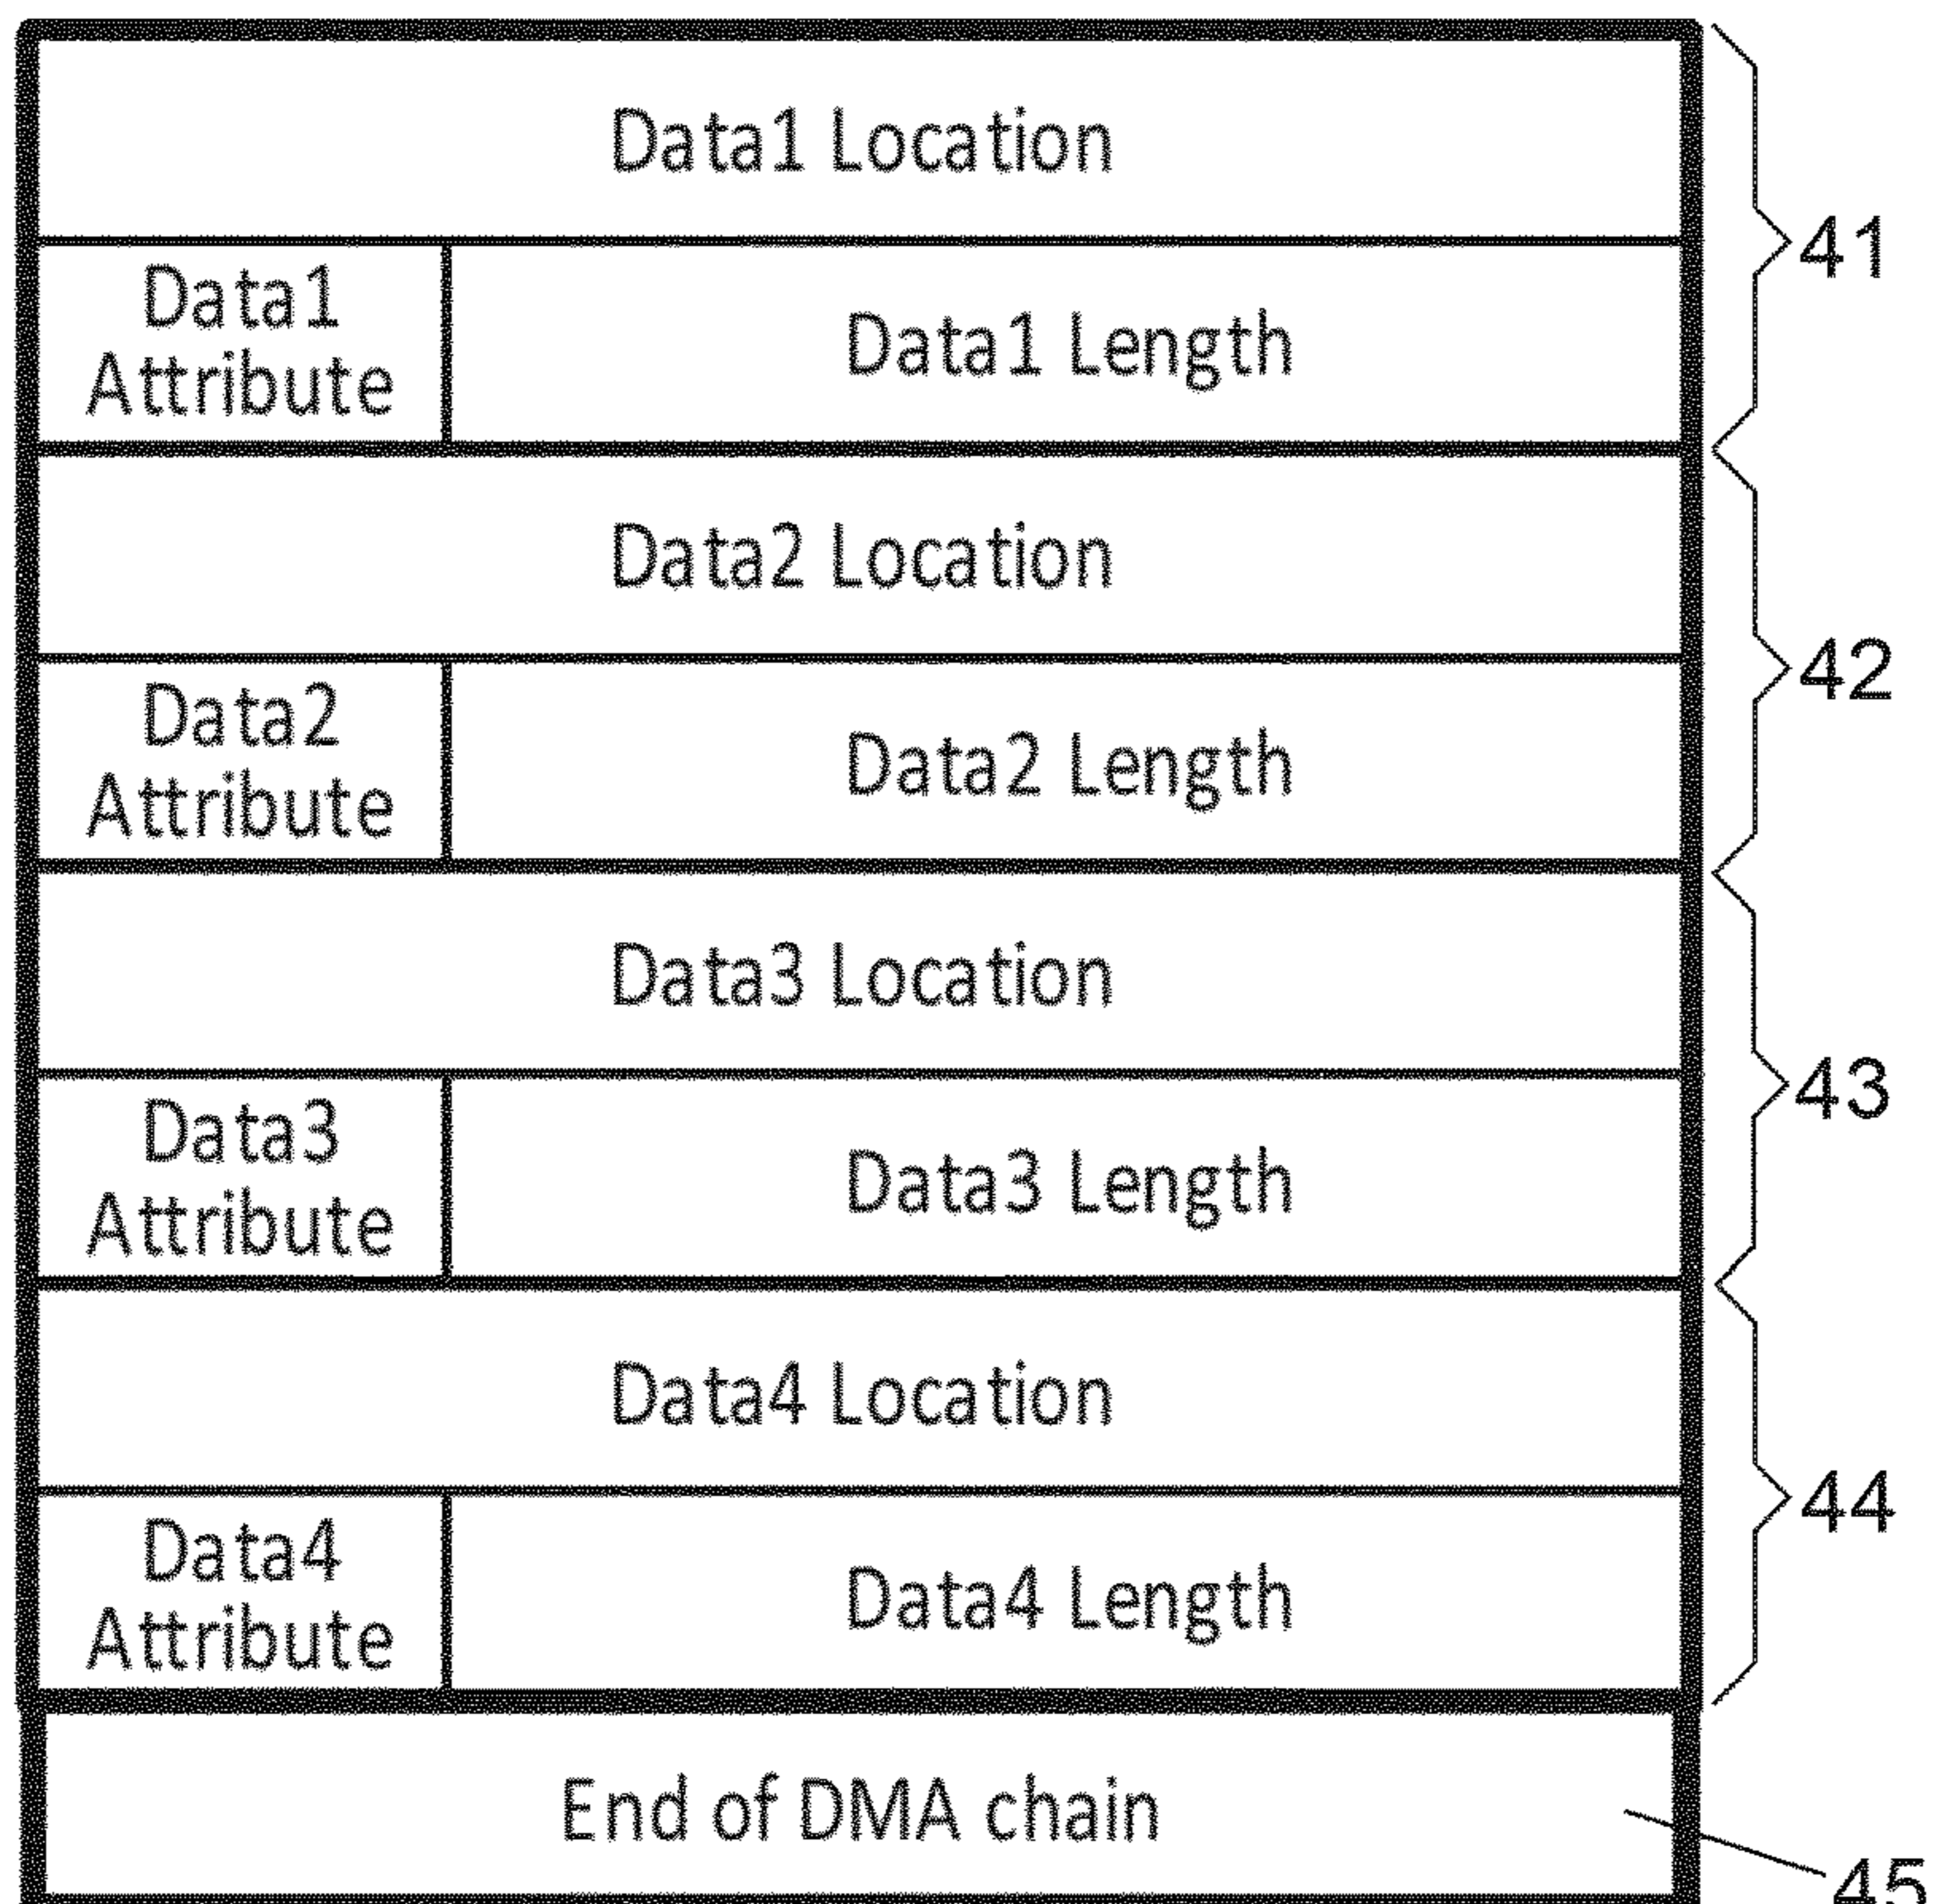 Data1 Location
41
Data1
Attribute
Data1 Length
Data2 Location
42
Data2
Attribute
Data2 Length
Data3 Location
43
Data3
Attribute
Data3 Length
Data4 Location
44
Data4
Attribute
Data4 Length
End of DMA chain
45